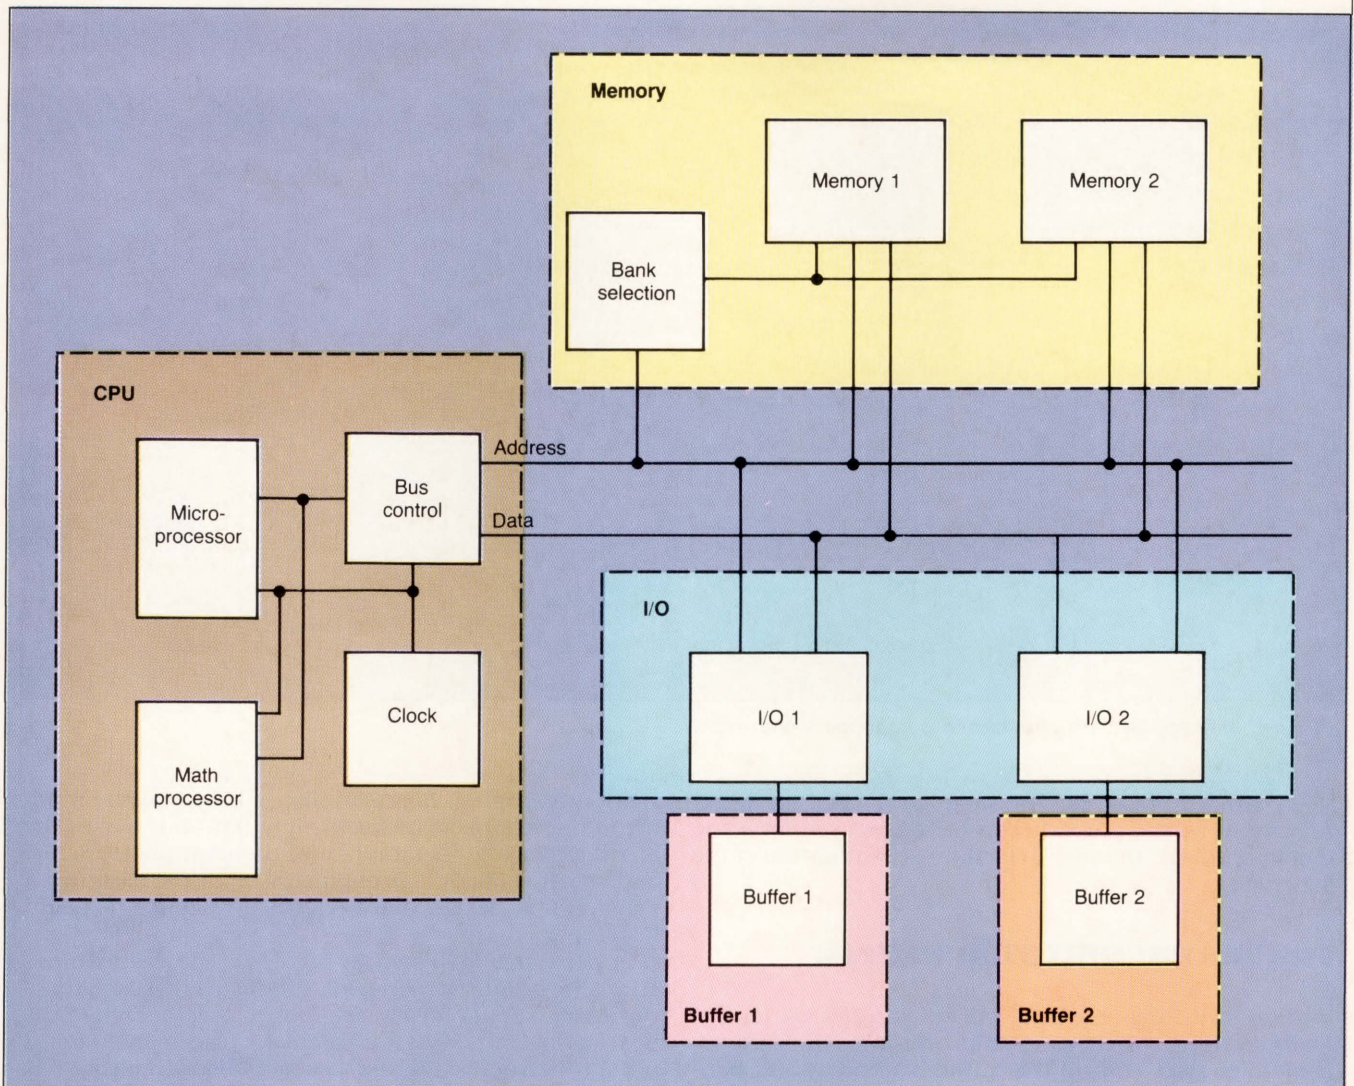 Memory
Memory 1
Memory 2
Bank
selection
CPU
Address
Micro-
processor
Bus
control
Data
I/O
Math
processor
Clock
I/O 1
I/O 2
Buffer 1
Buffer 2
Buffer 1
Buffer 2